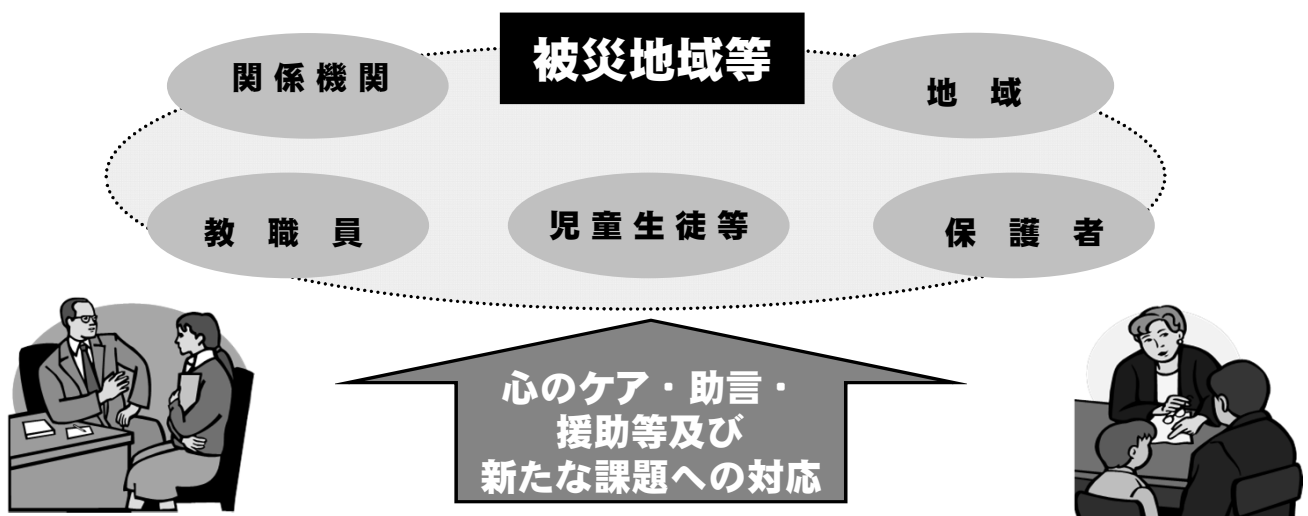 被災地域等
関係機関
地域
教職員
児童生徒等
保護者
心のケア・助言・
援助等及び
新たな課題への対応